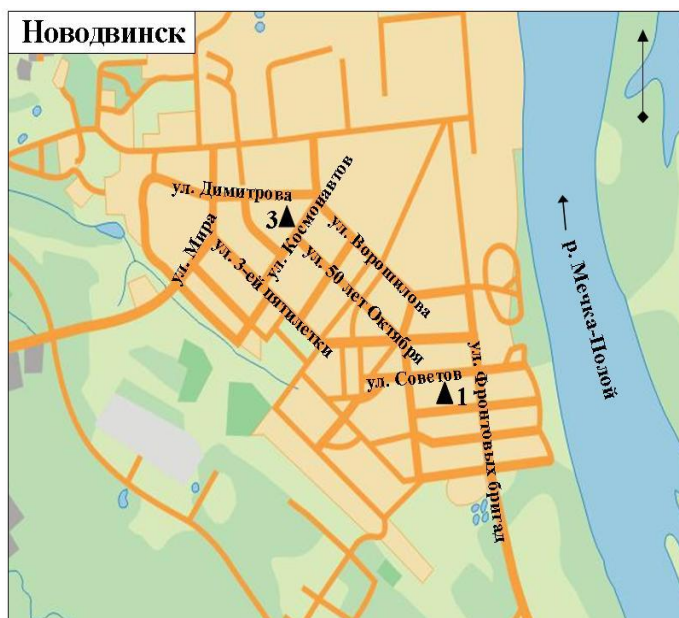 Новодвинск
ул. Димитрова
3
ул. Космонавтов
ул. Мира
ул. 3-ей пятилетки
ул. 50 лет Октября
ул. Ворошилова
р. Мечка-Полой
ул. Советов
1
ул. Фронтовых бригад